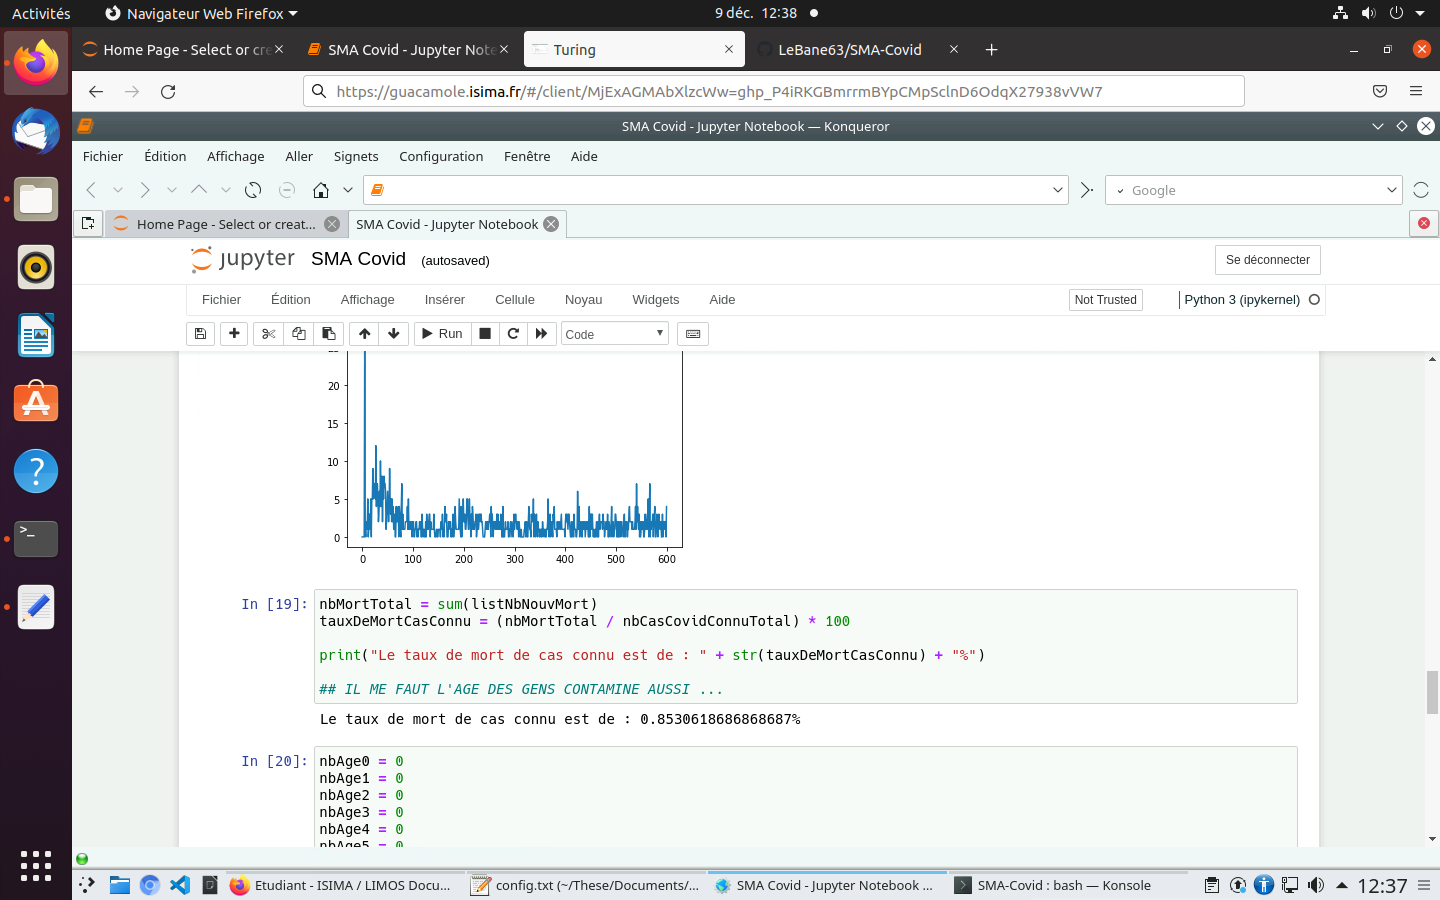 Activités
Navigateur Web Firefox
9 déc. 12:38
Home Page - Select or cre
SMA Covid - Jupyter Note
Turing
LeBane63/SMA-Covid
https://guacamole.isima.fr/#/client/MjExAGMAbXlzcWw=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
SMA Covid - Jupyter Notebook — Konqueror
Fichier Édition Affichage Aller Signets Configuration Fenêtre Aide
Google
Home Page - Select or creat...
SMA Covid - Jupyter Notebook
jupyter SMA Covid (autosaved)
Se déconnecter
Fichier Édition Affichage Insérer Cellule Noyau Widgets Aide
Not Trusted
Python 3 (ipykernel)
Run
Code
20
15
10
5
0
0 100 200 300 400 500 600
In [19]:
nbMortTotal = sum(listNbNouvMort)
tauxDeMortCasConnu = (nbMortTotal / nbCasCovidConnuTotal) * 100
print("Le taux de mort de cas connu est de : " + str(tauxDeMortCasConnu) + "%")
## IL ME FAUT L'AGE DES GENS CONTAMINE AUSSI ...
Le taux de mort de cas connu est de : 0.8530618686868687%
In [20]:
nbAge0 = 0
nbAge1 = 0
nbAge2 = 0
nbAge3 = 0
nbAge4 = 0
nbAge5 = 0
Etudiant - ISIMA / LIMOS Docu...
config.txt (~/These/Documents/...
SMA Covid - Jupyter Notebook ...
SMA-Covid : bash — Konsole
12:37